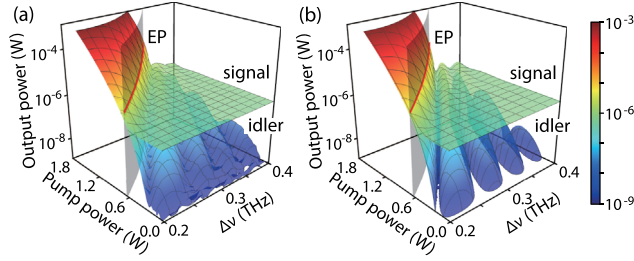 (a)
EP
signal
idler
Output power (W)
10⁻⁴
10⁻⁶
10⁻⁸
1.8
1.2
0.6
0.0
Pump power (W)
0.2
0.3
0.4
Δν (THz)
(b)
EP
signal
idler
Output power (W)
10⁻⁴
10⁻⁶
10⁻⁸
1.8
1.2
0.6
0.0
Pump power (W)
0.2
0.3
0.4
Δν (THz)
10⁻³
10⁻⁶
10⁻⁹